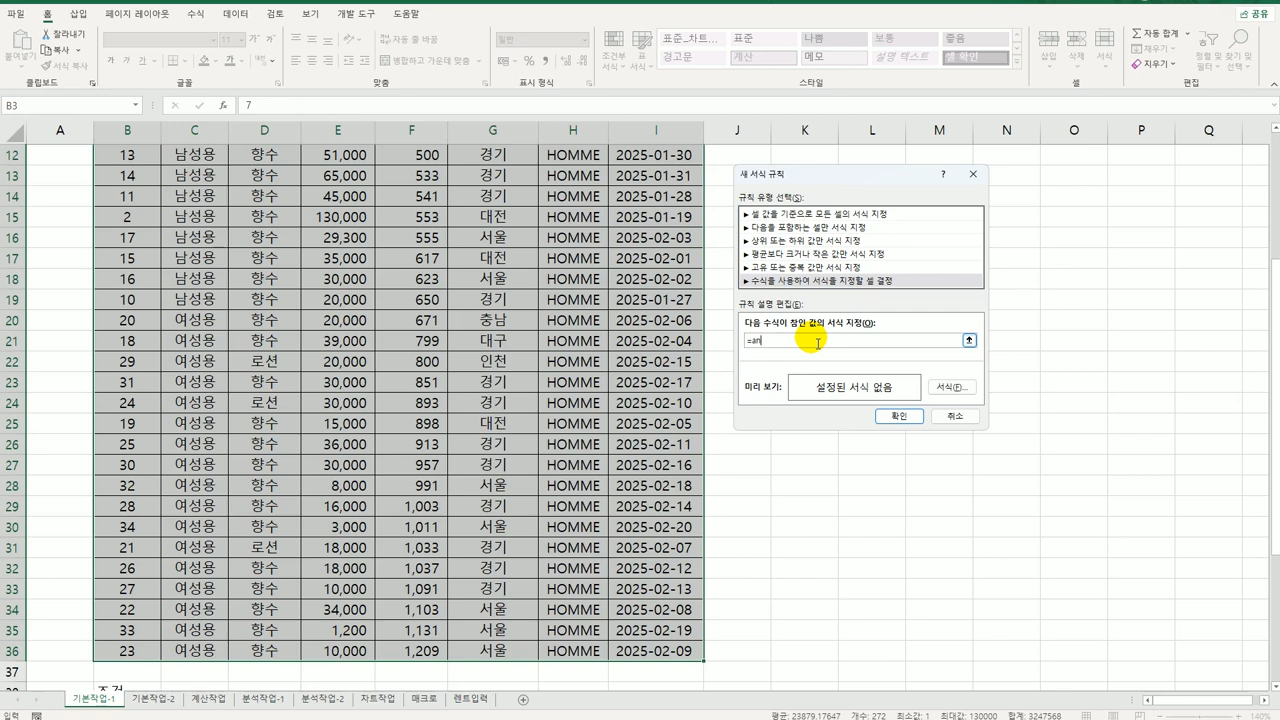 파일 홈 삽입 페이지 레이아웃 수식 데이터 검토 보기 개발 도구 도움말 공유
붙여넣기 잘라내기 복사 서식 복사 클립보드
11 가 가 가 가 가 글꼴
자동 줄 바꿈 병합하고 가운데 맞춤 맞춤
일반 % 표시 형식
조건부 서식 표 서식 표준_차트... 표준 나쁨 보통 좋음
경고문 계산 메모 설명 텍스트 셀 확인 스타일
삽입 삭제 서식 셀
자동 합계 채우기 지우기 정렬 및 필터 찾기 및 선택 편집
B3 fx 7
A B C D E F G H I J K L M N O P Q
12 13 남성용 향수 51,000 500 경기 HOMME 2025-01-30
13 14 남성용 향수 65,000 533 경기 HOMME 2025-01-31
14 11 남성용 향수 45,000 541 경기 HOMME 2025-01-28
15 2 남성용 향수 130,000 553 대전 HOMME 2025-01-19
16 17 남성용 향수 29,300 555 서울 HOMME 2025-02-03
17 15 남성용 향수 35,000 617 대전 HOMME 2025-02-01
18 16 남성용 향수 30,000 623 서울 HOMME 2025-02-02
19 10 남성용 향수 20,000 650 경기 HOMME 2025-01-27
20 20 여성용 향수 30,000 671 충남 HOMME 2025-02-06
21 18 여성용 향수 39,000 799 대구 HOMME 2025-02-04
22 29 여성용 로션 20,000 800 인천 HOMME 2025-02-15
23 31 여성용 향수 30,000 851 경기 HOMME 2025-02-17
24 24 여성용 로션 30,000 893 경기 HOMME 2025-02-10
25 19 여성용 향수 15,000 898 대전 HOMME 2025-02-05
26 25 여성용 향수 36,000 913 경기 HOMME 2025-02-11
27 30 여성용 향수 30,000 957 경기 HOMME 2025-02-16
28 32 여성용 향수 8,000 991 서울 HOMME 2025-02-18
29 28 여성용 향수 16,000 1,003 경기 HOMME 2025-02-14
30 34 여성용 향수 3,000 1,011 서울 HOMME 2025-02-20
31 21 여성용 로션 18,000 1,033 경기 HOMME 2025-02-07
32 26 여성용 향수 18,000 1,037 경기 HOMME 2025-02-12
33 27 여성용 향수 10,000 1,091 경기 HOMME 2025-02-13
34 22 여성용 향수 34,000 1,103 서울 HOMME 2025-02-08
35 33 여성용 향수 1,200 1,131 서울 HOMME 2025-02-19
36 23 여성용 향수 10,000 1,209 서울 HOMME 2025-02-09
37
새 서식 규칙 ?
규칙 유형 선택(S):
► 셀 값을 기준으로 모든 셀의 서식 지정
► 다음을 포함하는 셀만 서식 지정
► 상위 또는 하위 값만 서식 지정
► 평균보다 크거나 작은 값만 서식 지정
► 고유 또는 중복 값만 서식 지정
► 수식을 사용하여 서식을 지정할 셀 결정
규칙 설명 편집(E):
다음 수식이 참인 값의 서식 지정(O):
=an
미리 보기: 설정된 서식 없음 서식(F)...
확인 취소
기본작업-1 기본작업-2 계산작업 분석작업-1 분석작업-2 차트작업 매크로 렌트입력
입력 평균: 23879.17647 개수: 272 최소값: 1 최대값: 130000 합계: 3247568 140%